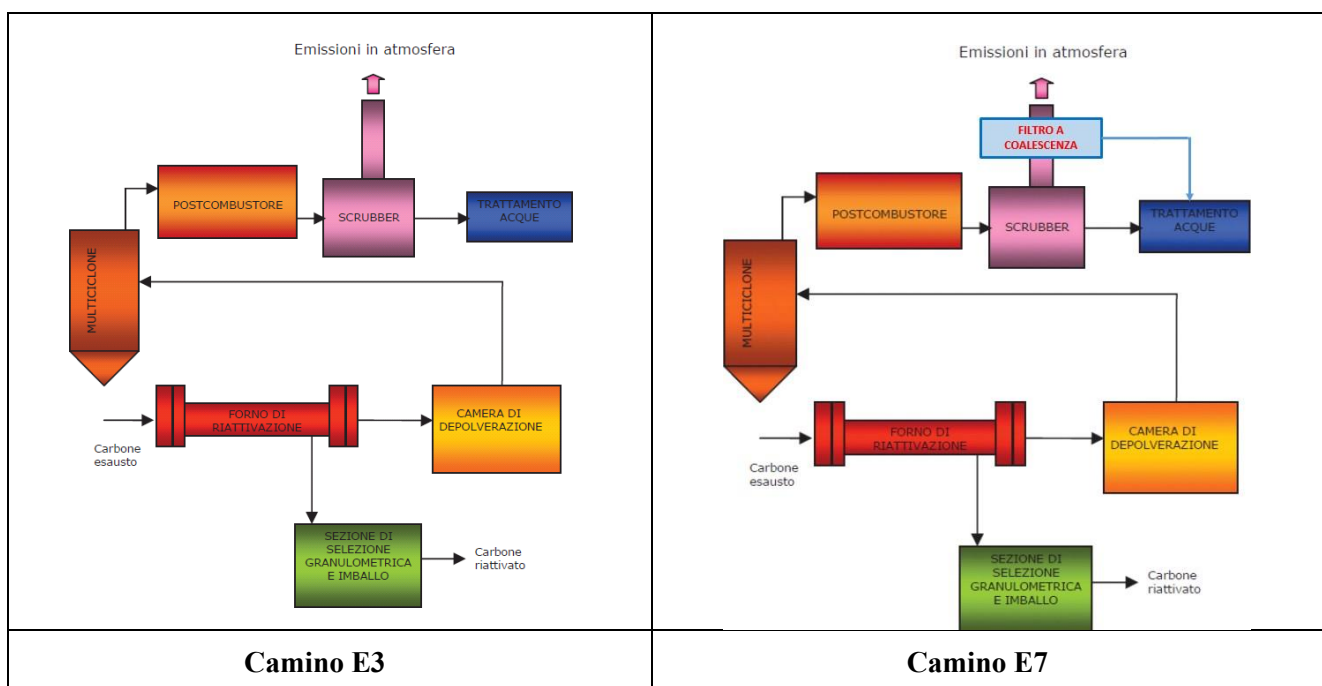 Emissioni in atmosfera
POSTCOMBUSTORE
SCRUBBER
TRATTAMENTO
ACQUE
MULTICICLONE
FORNO DI
RIATTIVAZIONE
CAMERA DI
DEPOLVERAZIONE
Carbone
esausto
SEZIONE DI
SELEZIONE
GRANULOMETRICA
E IMBALLO
Carbone
riattivato
Camino E3
Emissioni in atmosfera
FILTRO A
COALESCENZA
POSTCOMBUSTORE
SCRUBBER
TRATTAMENTO
ACQUE
MULTICICLONE
FORNO DI
RIATTIVAZIONE
CAMERA DI
DEPOLVERAZIONE
Carbone
esausto
SEZIONE DI
SELEZIONE
GRANULOMETRICA
E IMBALLO
Carbone
riattivato
Camino E7